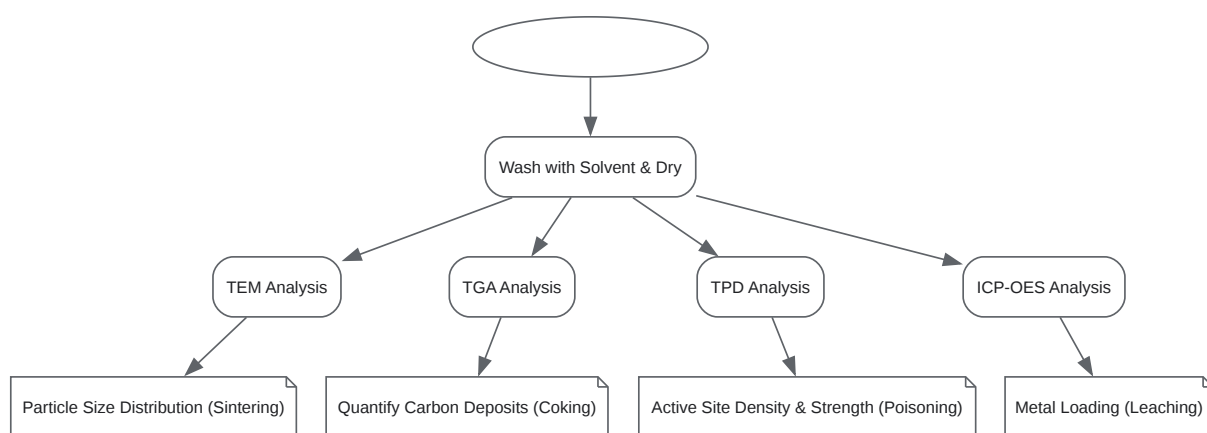 Wash with Solvent & Dry
TEM Analysis
TGA Analysis
TPD Analysis
ICP-OES Analysis
Particle Size Distribution (Sintering)
Quantify Carbon Deposits (Coking)
Active Site Density & Strength (Poisoning)
Metal Loading (Leaching)